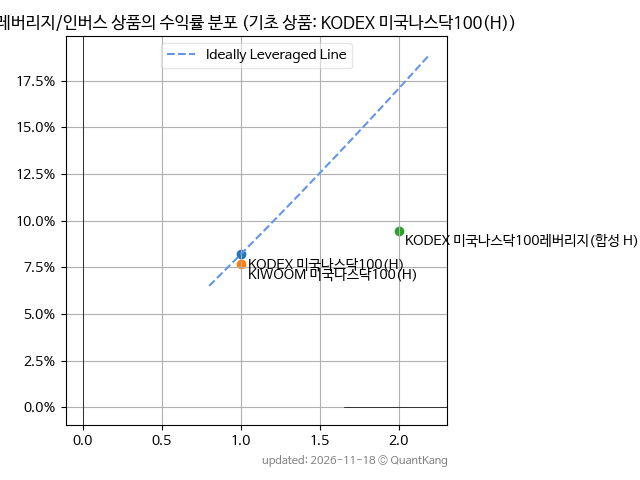 레버리지/인버스 상품의 수익률 분포 (기초 상품: KODEX 미국나스닥100(H))
Ideally Leveraged Line
17.5%
15.0%
12.5%
10.0%
KODEX 미국나스닥100레버리지(합성 H)
7.5%
KODEX 미국나스닥100(H)
KIWOOM 미국나스닥100(H)
5.0%
2.5%
0.0%
0.0 0.5 1.0 1.5 2.0
updated: 2026-11-18 © QuantKang